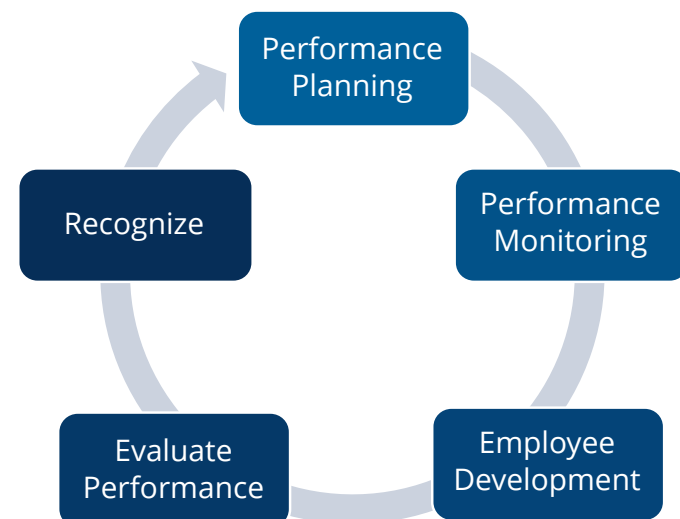 Performance
Planning
Performance
Monitoring
Employee
Development
Evaluate
Performance
Recognize